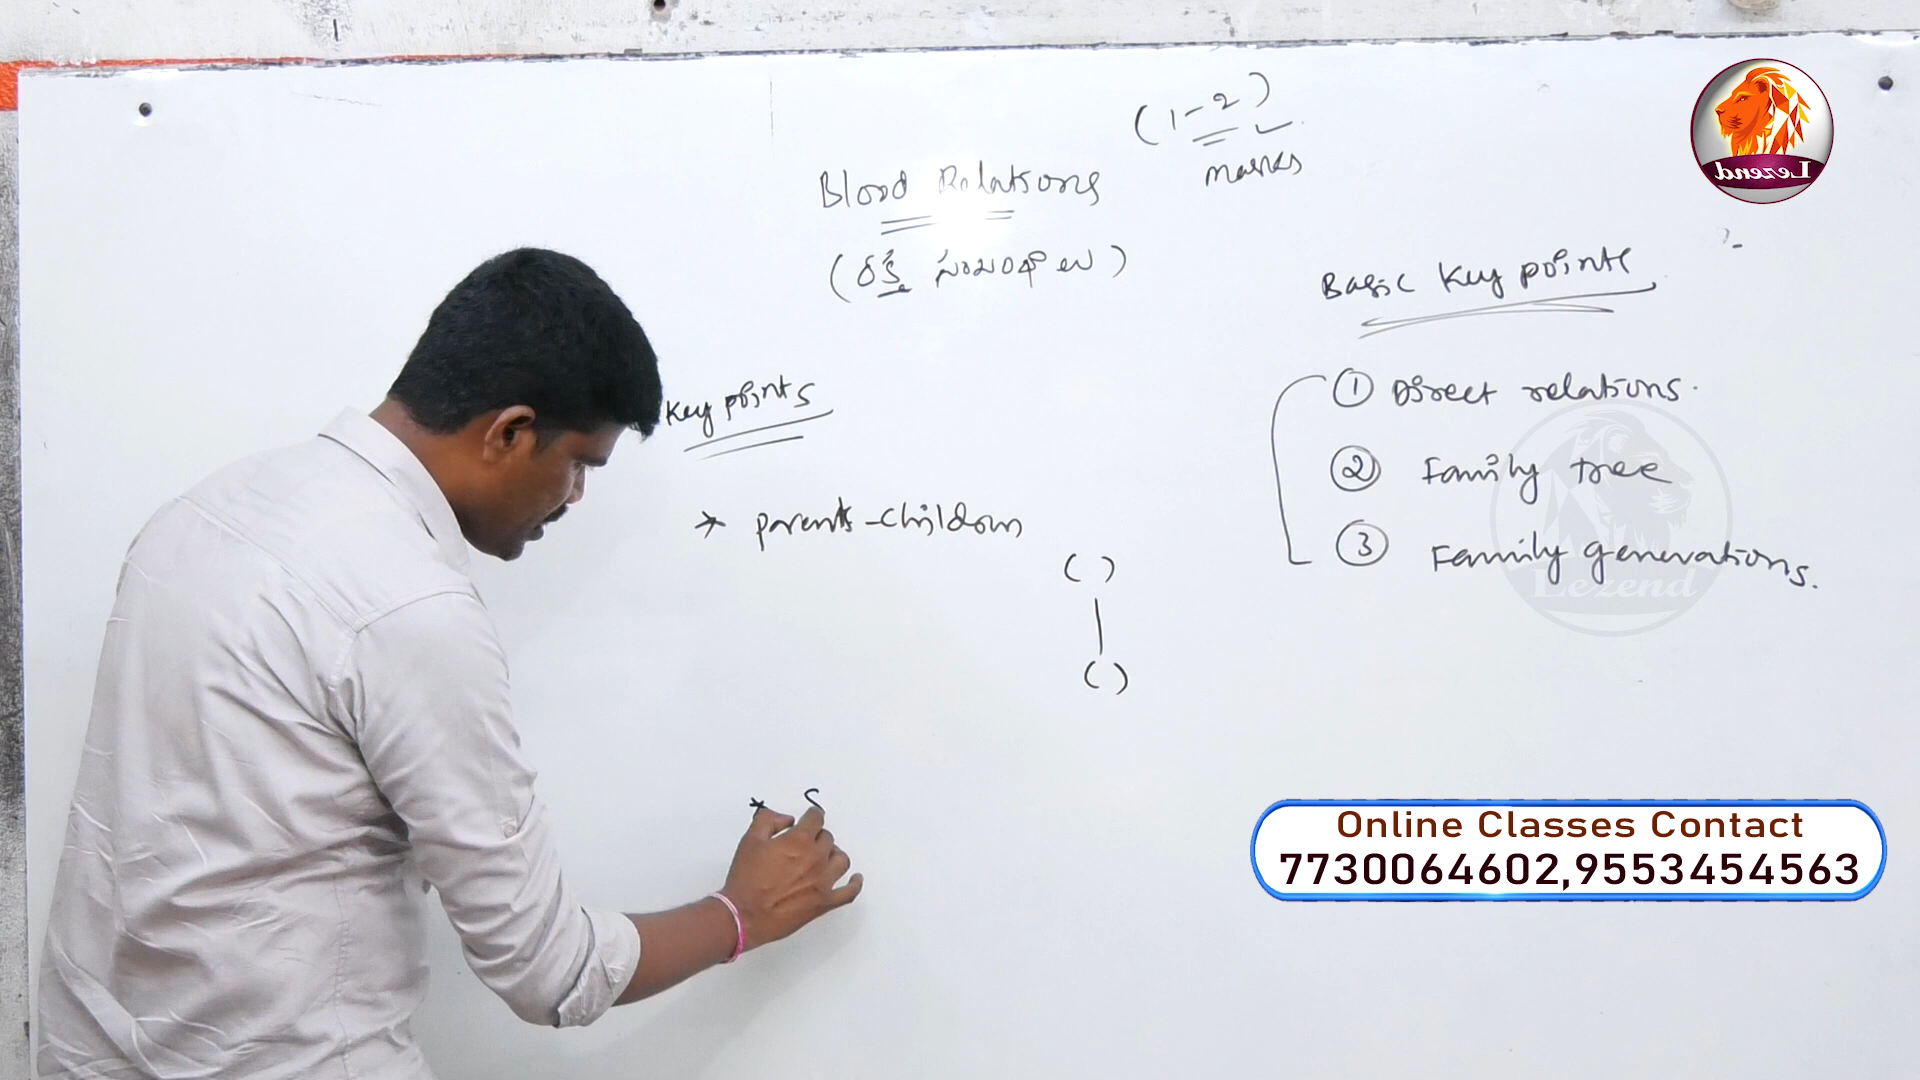 (1-2)
marks
Blood Relations
(రక్త సంబంధాలు)
Key points
* parents - children
( )
( )
* S
Basic Key points
① Direct relations.
② Family tree
③ Family generations.
Lezend
Lezend
Online Classes Contact
7730064602,9553454563